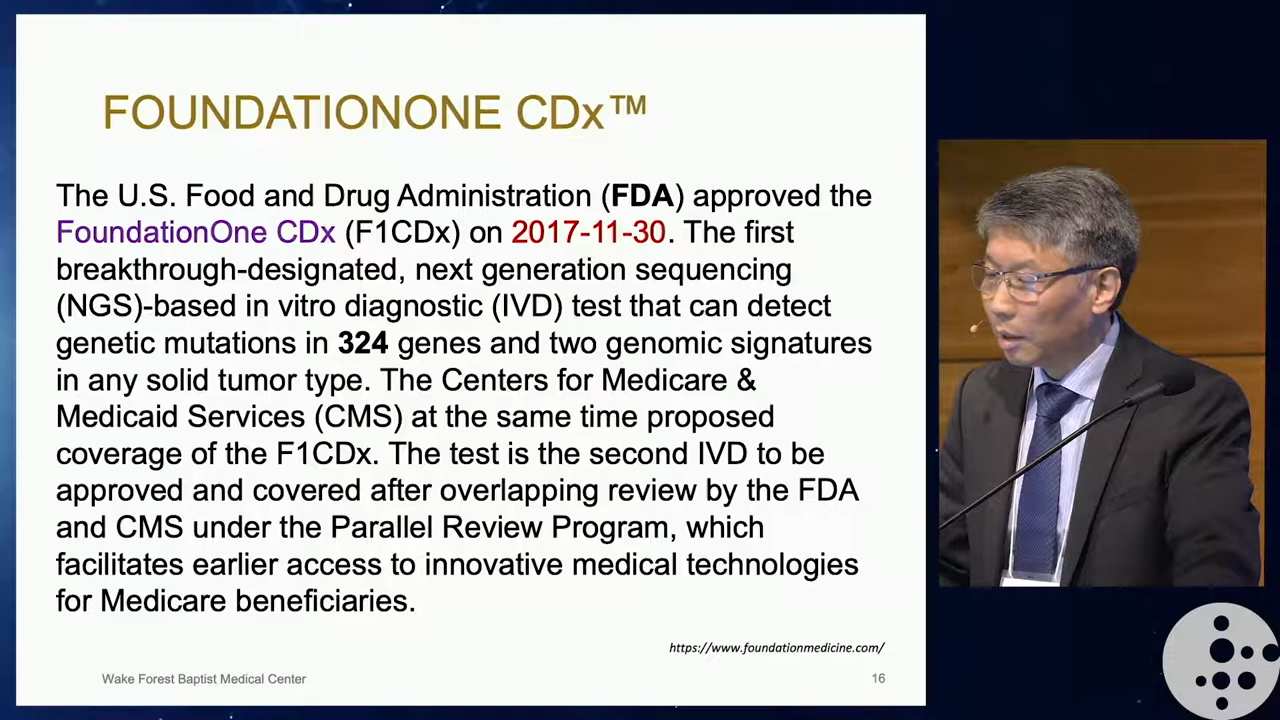 FOUNDATIONONE CDx™
The U.S. Food and Drug Administration (FDA) approved the
FoundationOne CDx (F1CDx) on 2017-11-30. The first
breakthrough-designated, next generation sequencing
(NGS)-based in vitro diagnostic (IVD) test that can detect
genetic mutations in 324 genes and two genomic signatures
in any solid tumor type. The Centers for Medicare &
Medicaid Services (CMS) at the same time proposed
coverage of the F1CDx. The test is the second IVD to be
approved and covered after overlapping review by the FDA
and CMS under the Parallel Review Program, which
facilitates earlier access to innovative medical technologies
for Medicare beneficiaries.
https://www.foundationmedicine.com/
Wake Forest Baptist Medical Center 16